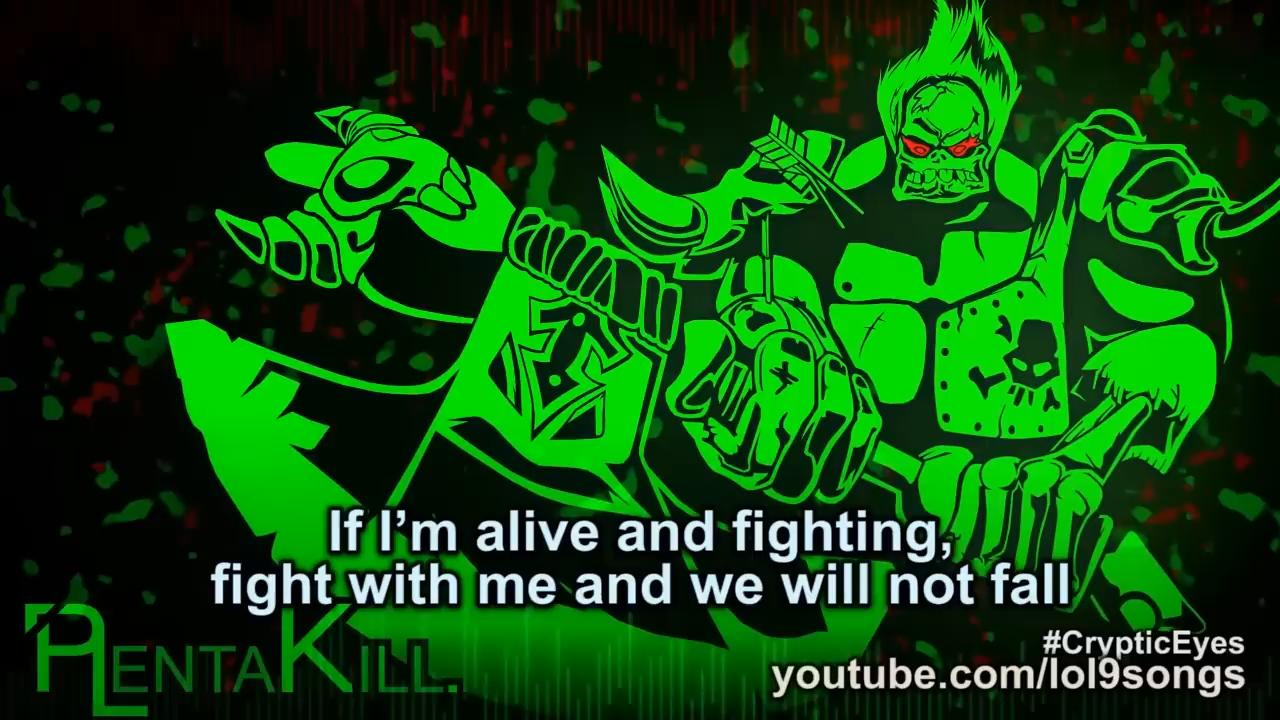 If I’m alive and fighting,
fight with me and we will not fall
PENTAKILL.
#CrypticEyes
youtube.com/lol9songs